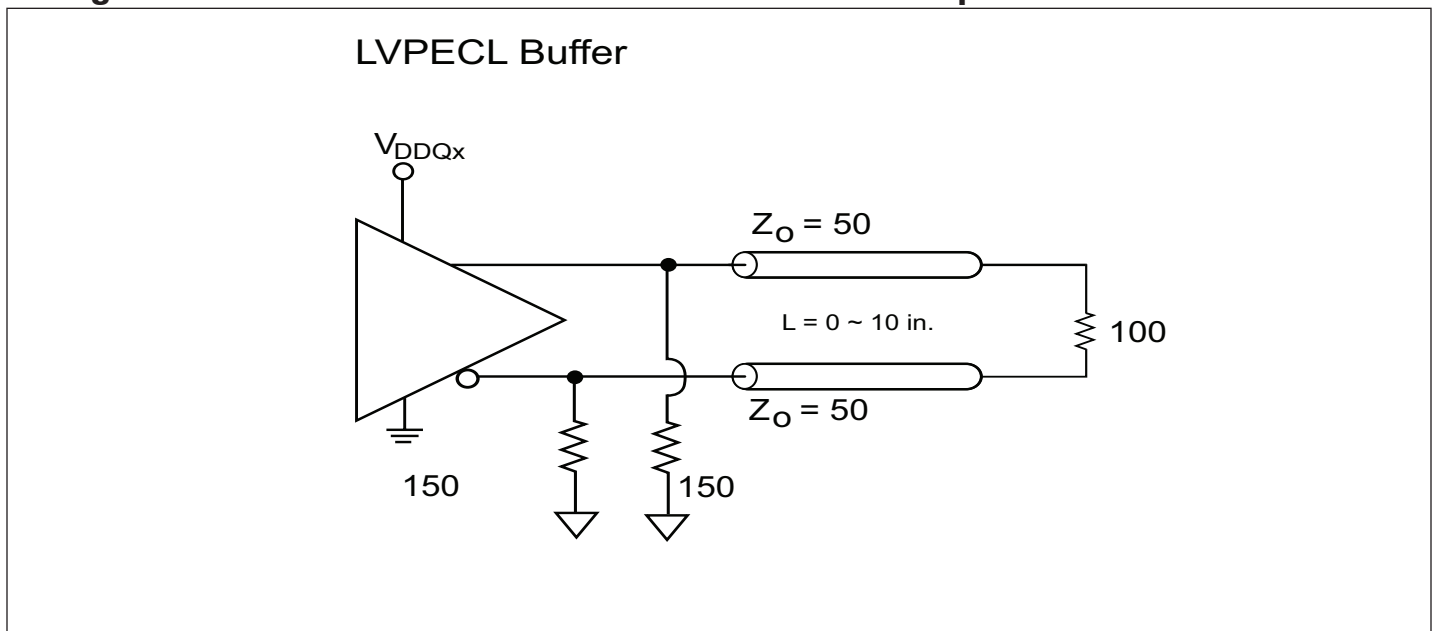 LVPECL Buffer
VDDQx
Zo = 50
L = 0 ~ 10 in.
100
Zo = 50
150
150